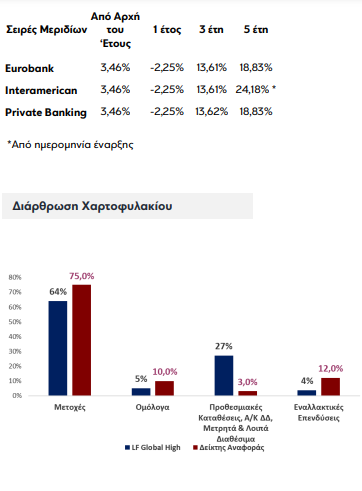 Σειρές Μεριδίων Από Αρχή του ‘Ετους 1 έτος 3 έτη 5 έτη
Eurobank 3,46% -2,25% 13,61% 18,83%
Interamerican 3,46% -2,25% 13,61% 24,18% *
Private Banking 3,46% -2,25% 13,62% 18,83%
*Από ημερομηνία έναρξης
Διάρθρωση Χαρτοφυλακίου
80%
70%
60%
50%
40%
30%
20%
10%
0%
64% 75,0%
5% 10,0%
27% 3,0%
4% 12,0%
Μετοχές
Ομόλογα
Προθεσμιακές
Καταθέσεις, Α/Κ ΔΔ,
Μετρητά & Λοιπά
Διαθέσιμα
Εναλλακτικές
Επενδύσεις
LF Global High Δείκτης Αναφοράς